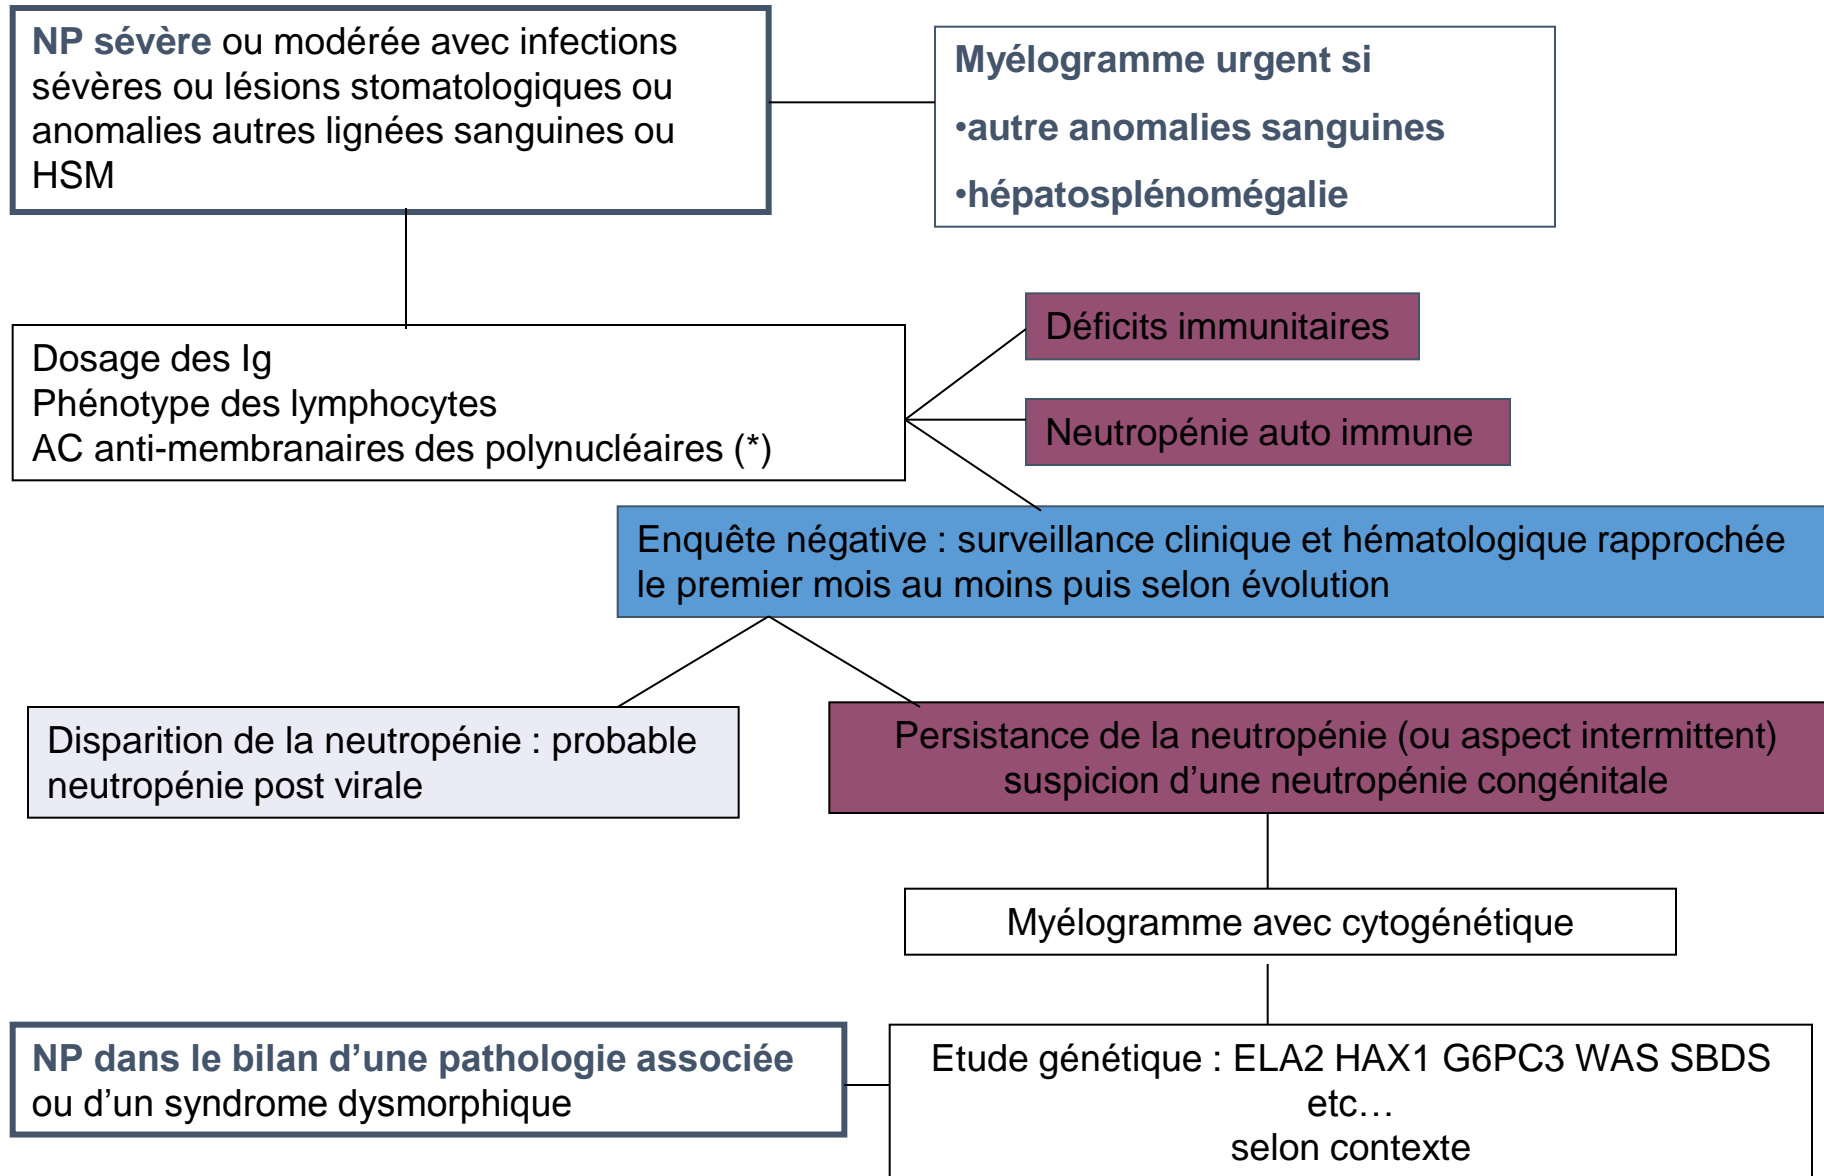 NP sévère ou modérée avec infections
sévères ou lésions stomatologiques ou
anomalies autres lignées sanguines ou
HSM
Myélogramme urgent si
•autre anomalies sanguines
•hépatosplénomégalie
Dosage des Ig
Phénotype des lymphocytes
AC anti-membranaires des polynucléaires (*)
Déficits immunitaires
Neutropénie auto immune
Enquête négative : surveillance clinique et hématologique rapprochée
le premier mois au moins puis selon évolution
Disparition de la neutropénie : probable
neutropénie post virale
Persistance de la neutropénie (ou aspect intermittent)
suspicion d’une neutropénie congénitale
Myélogramme avec cytogénétique
NP dans le bilan d’une pathologie associée
ou d’un syndrome dysmorphique
Etude génétique : ELA2 HAX1 G6PC3 WAS SBDS
etc…
selon contexte